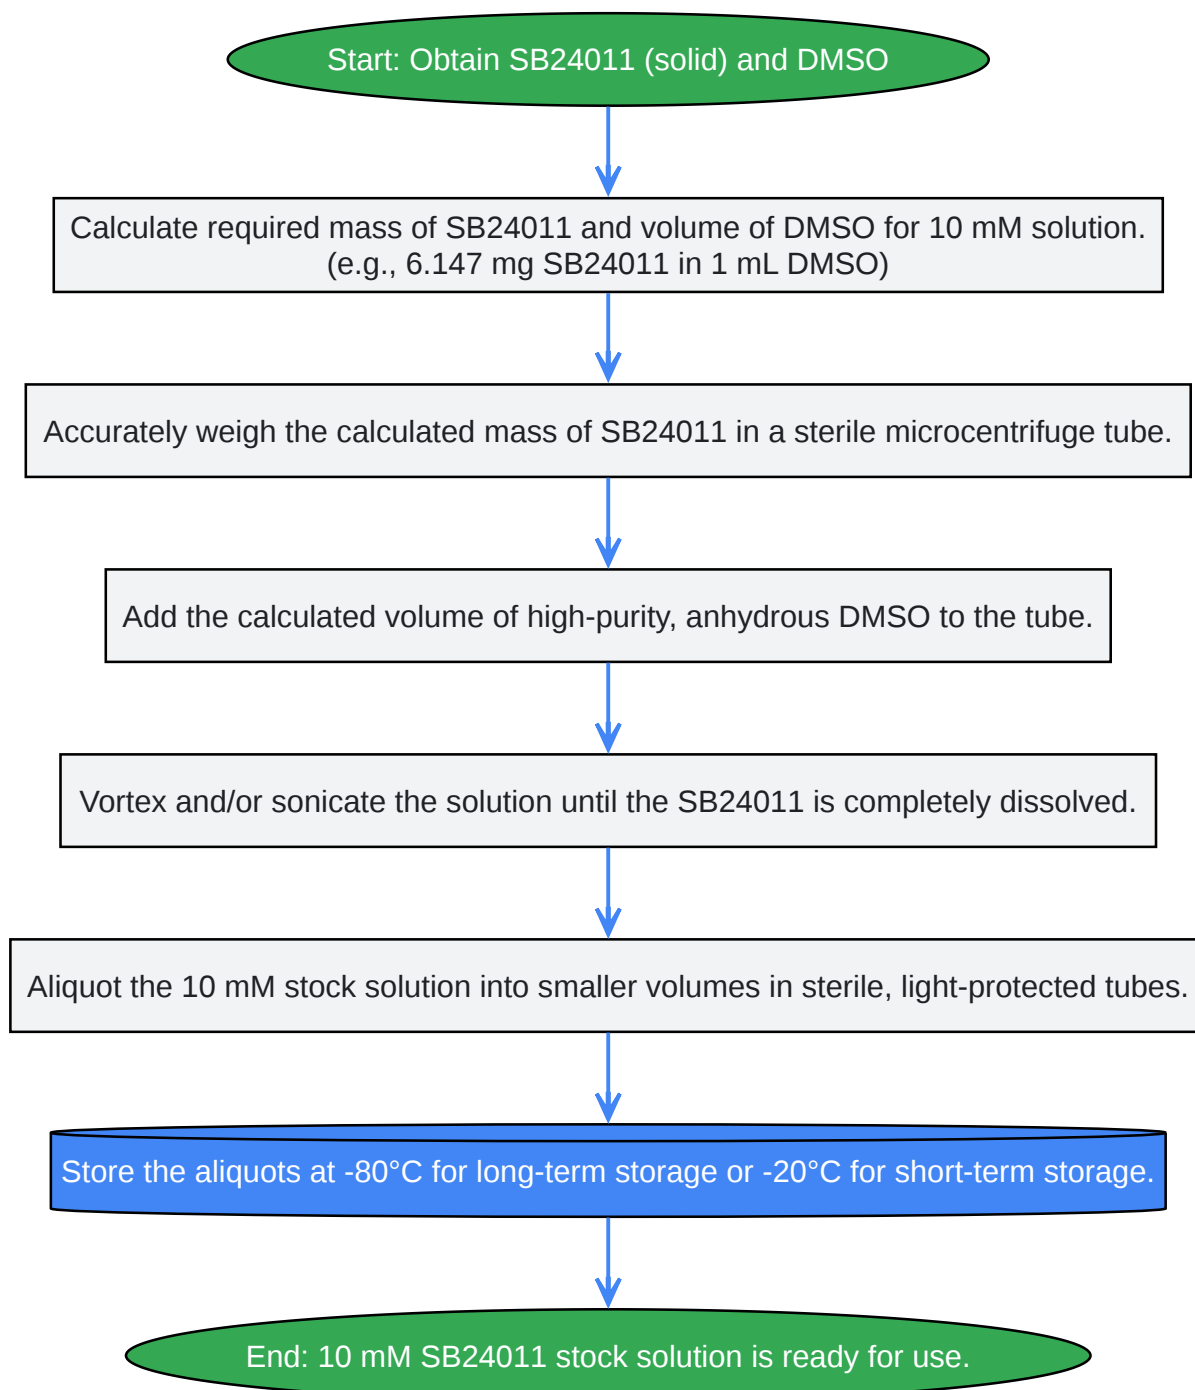 Start: Obtain SB24011 (solid) and DMSO
Calculate required mass of SB24011 and volume of DMSO for 10 mM solution.
(e.g., 6.147 mg SB24011 in 1 mL DMSO)
Accurately weigh the calculated mass of SB24011 in a sterile microcentrifuge tube.
Add the calculated volume of high-purity, anhydrous DMSO to the tube.
Vortex and/or sonicate the solution until the SB24011 is completely dissolved.
Aliquot the 10 mM stock solution into smaller volumes in sterile, light-protected tubes.
Store the aliquots at -80°C for long-term storage or -20°C for short-term storage.
End: 10 mM SB24011 stock solution is ready for use.